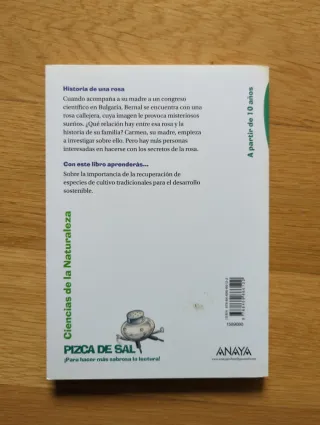 Historia de una rosa
Cuando acompaña a su madre a un congreso
científico en Bulgaria, Bernal se encuentra con una
rosa callejera, cuya imagen le provoca misteriosos
sueños. ¿Qué relación hay entre esa rosa y la
historia de su familia? Carmen, su madre, empieza
a investigar sobre ello. Pero hay más personas
interesadas en hacerse con los secretos de la rosa.
Con este libro aprenderás...
Sobre la importancia de la recuperación de
especies de cultivo tradicionales para el desarrollo
sostenible.
A partir de 10 años
Ciencias de la Naturaleza
PIZCA DE SAL
¡Para hacer más sabrosa tu lectura!
ANAYA